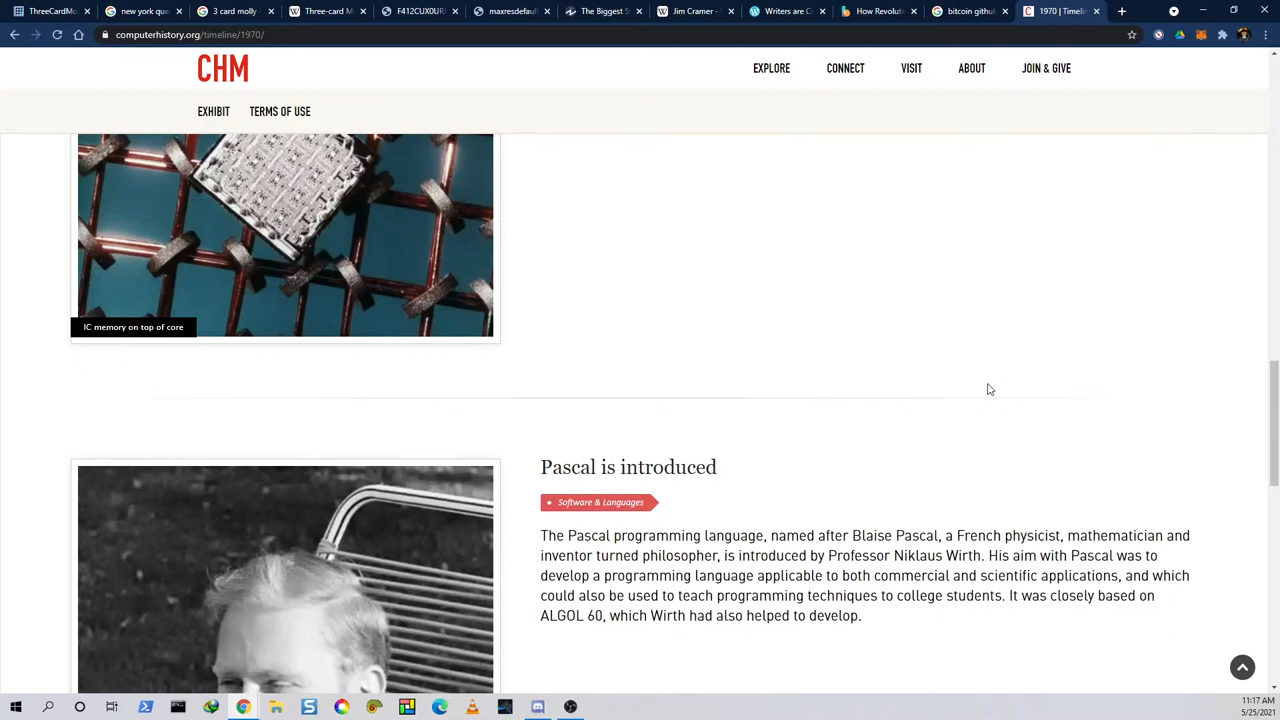 ThreeCardMo
new york que
3 card molly -
Three-card M
F412CUX0URI
maxresdefault
The Biggest S
Jim Cramer - 
Writers are C
How Revoluti
bitcoin github
1970 | Timelin
computerhistory.org/timeline/1970/
CHM
EXPLORE
CONNECT
VISIT
ABOUT
JOIN & GIVE
EXHIBIT
TERMS OF USE
IC memory on top of core
Pascal is introduced
Software & Languages
The Pascal programming language, named after Blaise Pascal, a French physicist, mathematician and
inventor turned philosopher, is introduced by Professor Niklaus Wirth. His aim with Pascal was to
develop a programming language applicable to both commercial and scientific applications, and which
could also be used to teach programming techniques to college students. It was closely based on
ALGOL 60, which Wirth had also helped to develop.
11:17 AM
5/25/2021